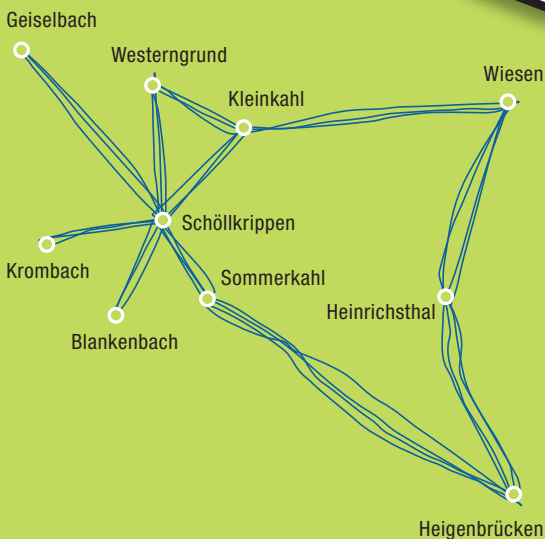 Geiselbach
Westerngrund
Wiesen
Kleinkahl
Schöllkrippen
Krombach
Sommerkahl
Heinrichsthal
Blankenbach
Heigenbrücken